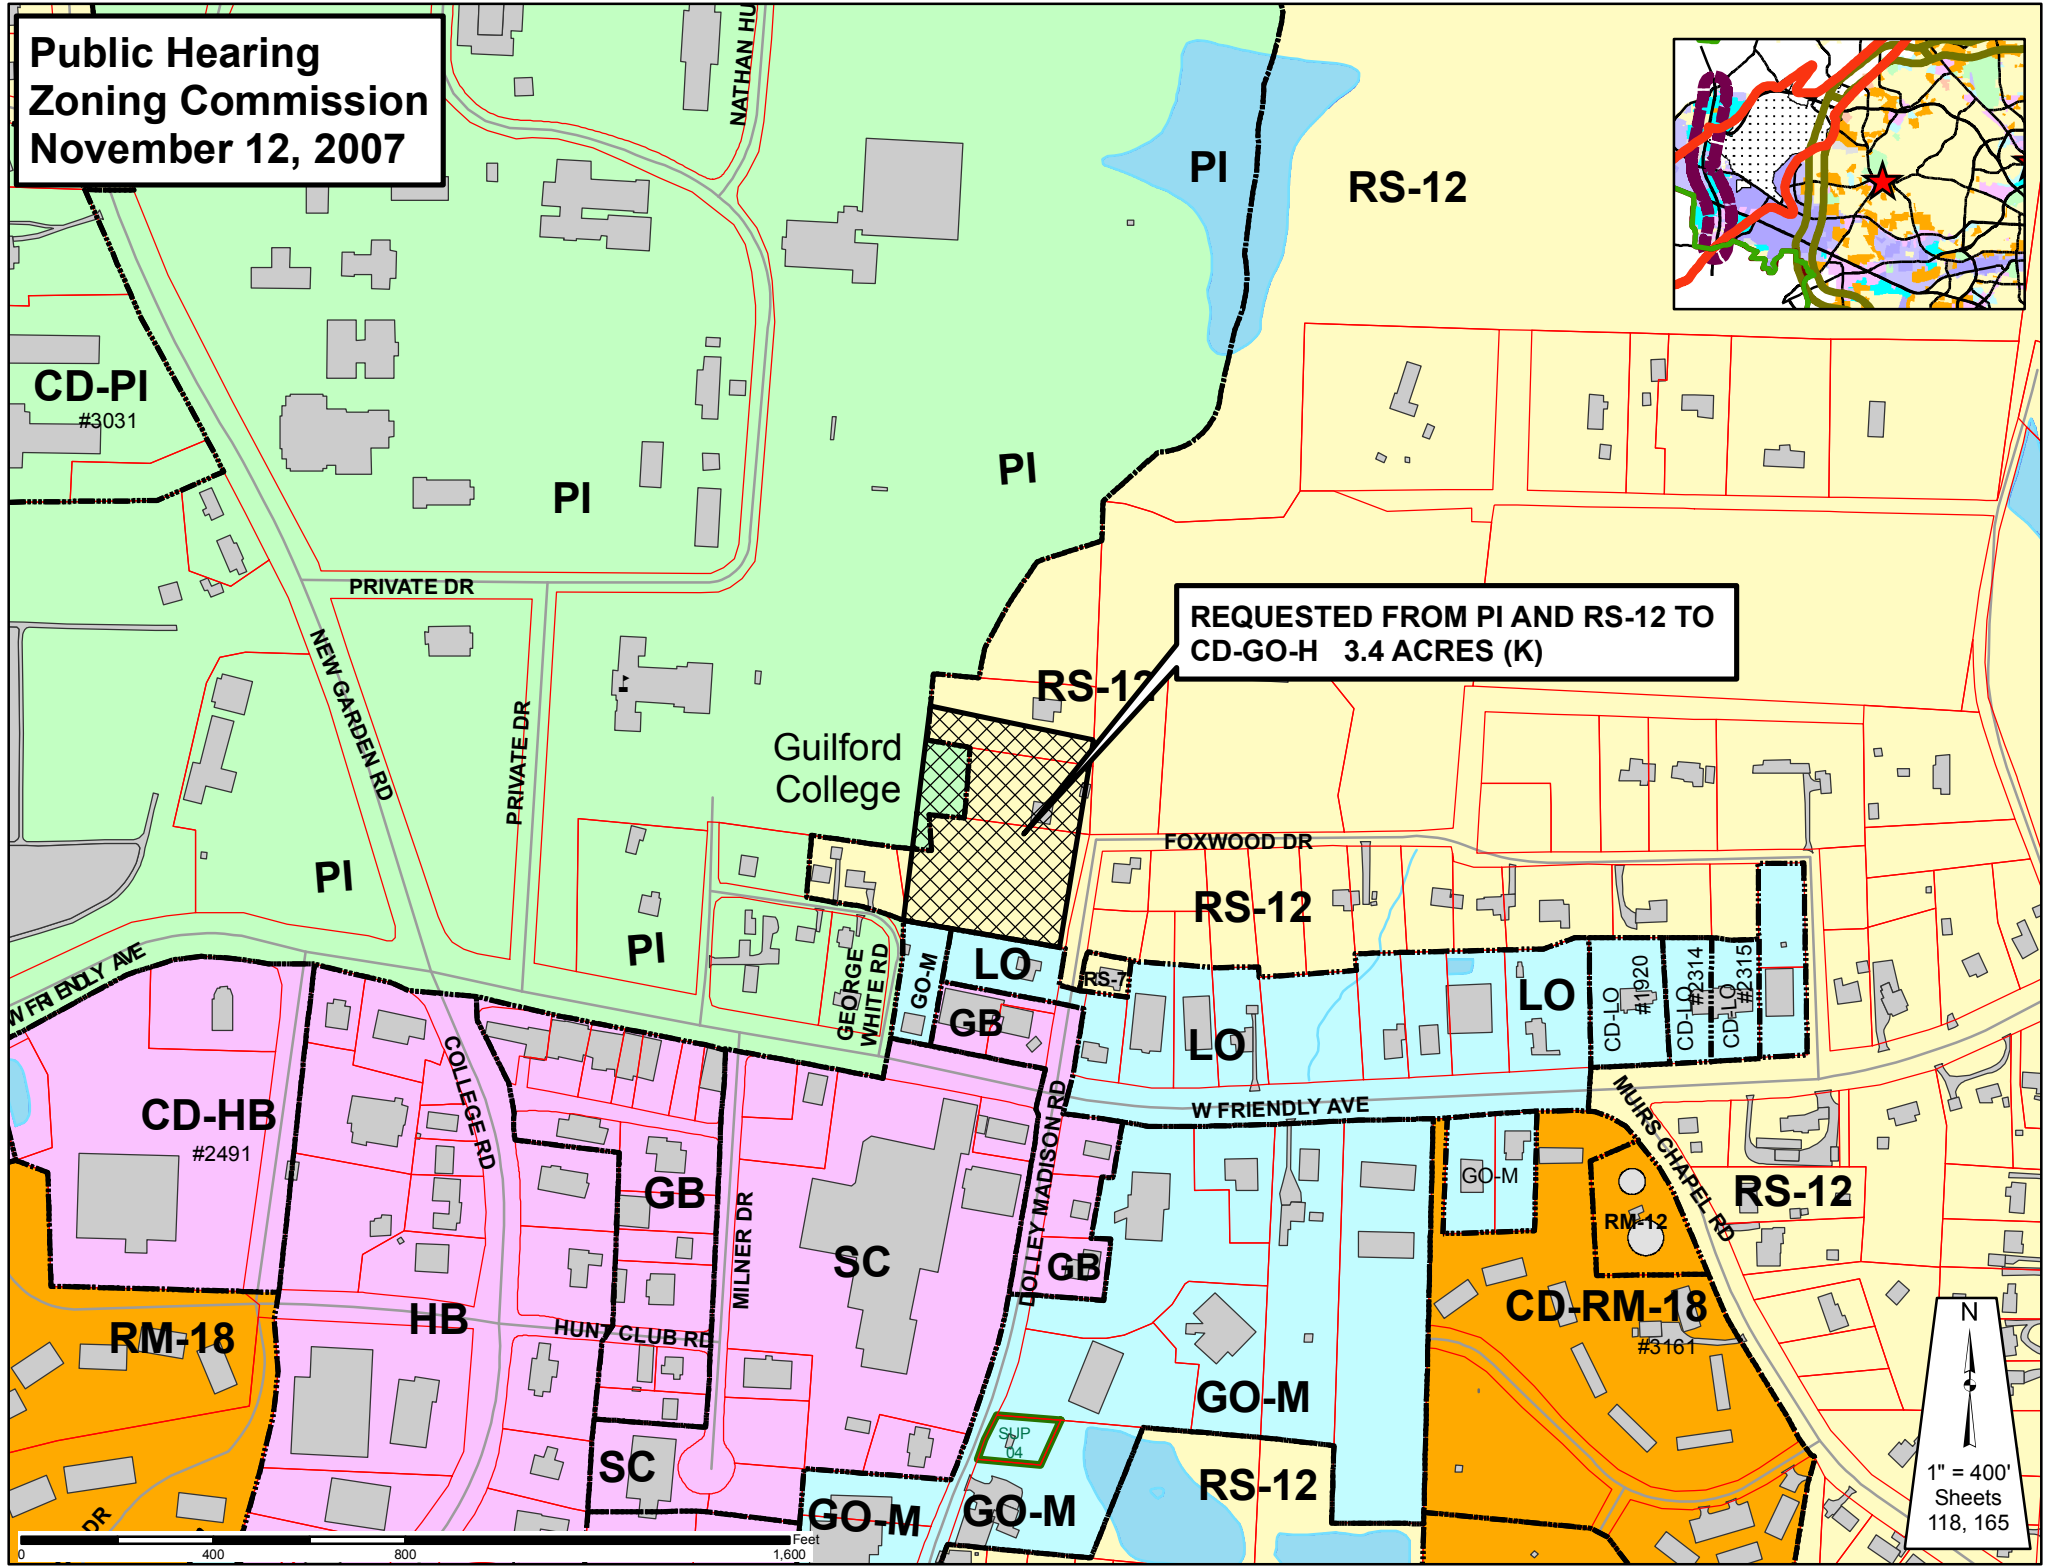 Public Hearing
Zoning Commission
November 12, 2007
NATHAN HU
PI
RS-12
CD-PI
#3031
PI
PI
PRIVATE DR
REQUESTED FROM PI AND RS-12 TO
CD-GO-H 3.4 ACRES (K)
NEW GARDEN RD
PRIVATE DR
RS-12
Guilford
College
FOXWOOD DR
PI
PI
RS-12
W FRIENDLY AVE
GEORGE
WHITE RD
GO-M
LO
RS-7
GB
LO
LO
CD-LO
#1920
CD-LO
#2314
CD-LO
#2315
COLLEGE RD
CD-HB
#2491
W FRIENDLY AVE
MUIRS CHAPEL RD
GB
MILNER DR
SC
DOLLEY MADISON RD
GB
GO-M
RM-12
RS-12
RM-18
HB
HUNT CLUB RD
CD-RM-18
#3161
GO-M
SUP
04
SC
GO-M
GO-M
RS-12
DR
N
1" = 400'
Sheets
118, 165
0 400 800 1,600
Feet